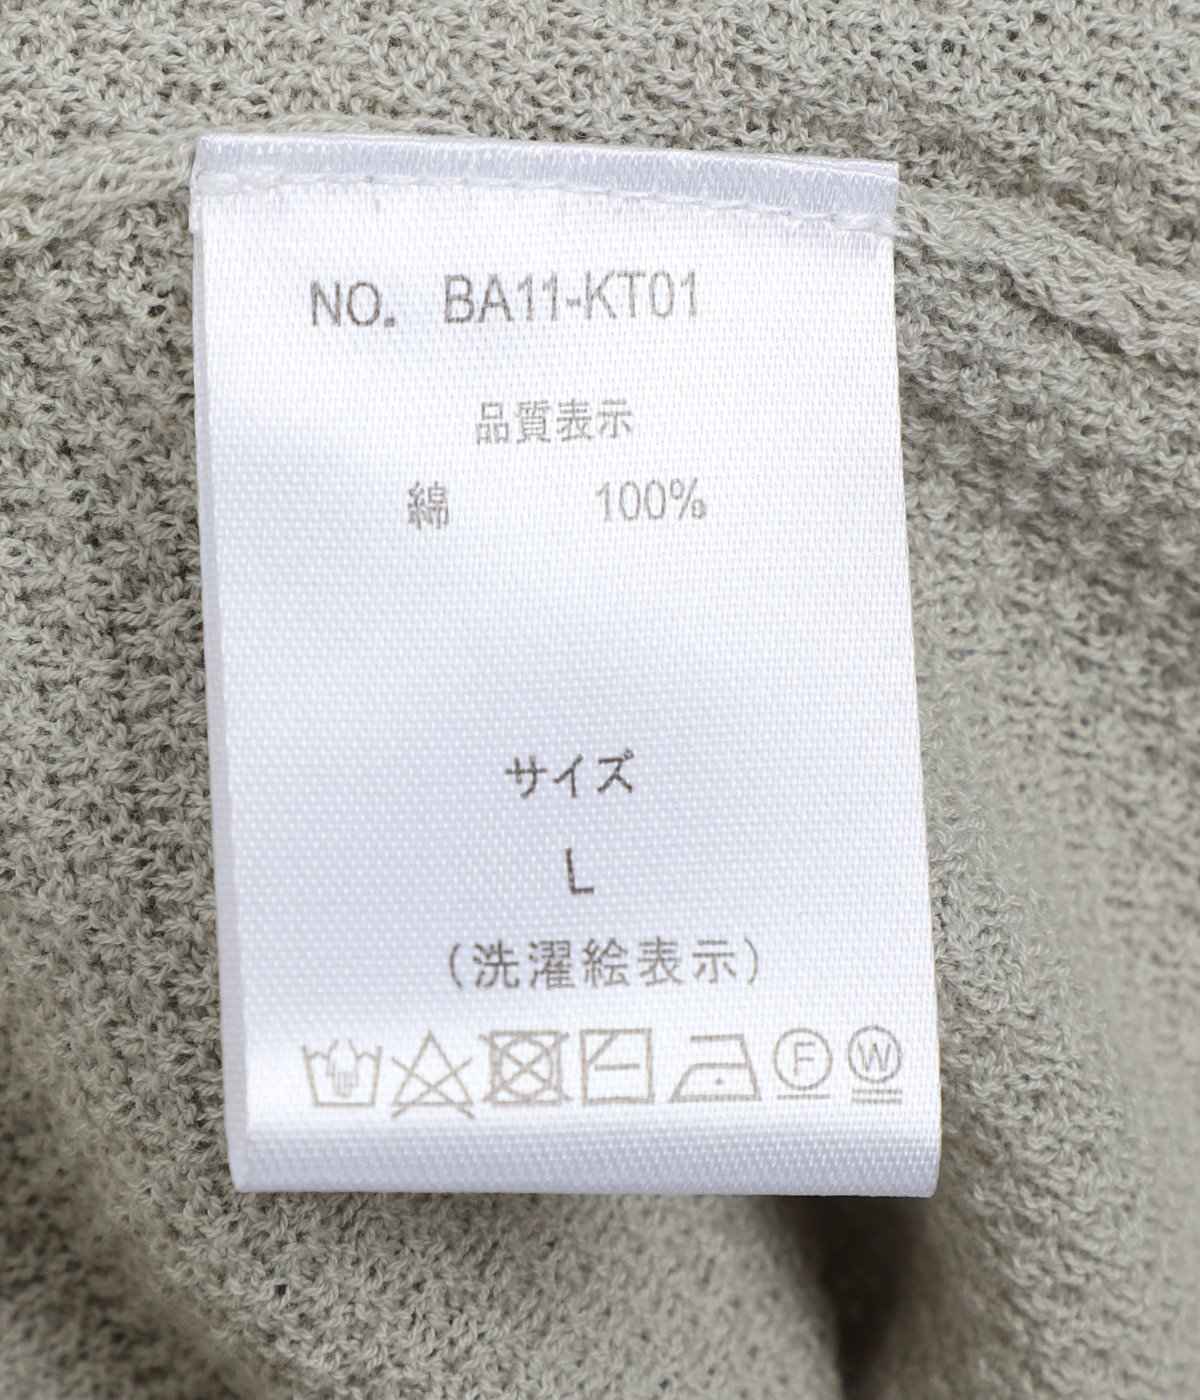 NO. BA11-KT01
品質表示
綿 100%
サイズ
L
(洗濯絵表示)
F W